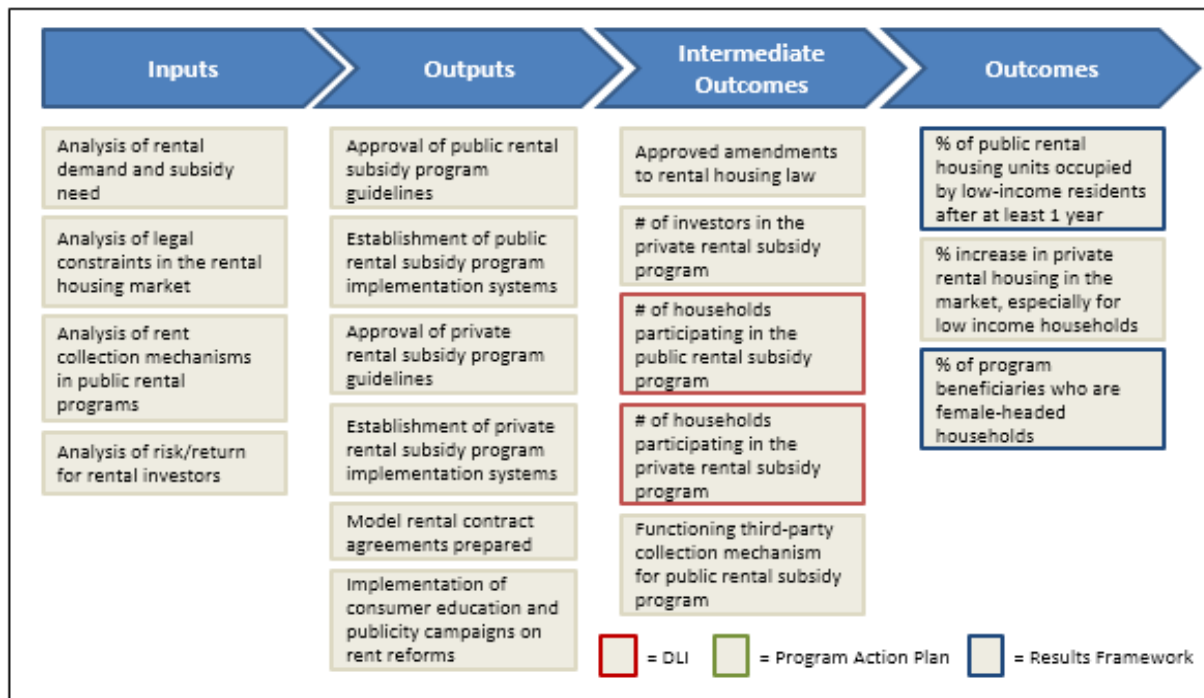 Inputs
Outputs
Intermediate
Outcomes
Outcomes
Analysis of rental
demand and subsidy
need
Analysis of legal
constraints in the rental
housing market
Analysis of rent
collection mechanisms
in public rental
programs
Analysis of risk/return
for rental investors
Approval of public rental
subsidy program
guidelines
Establishment of public
rental subsidy program
implementation systems
Approval of private
rental subsidy program
guidelines
Establishment of private
rental subsidy program
implementation systems
Model rental contract
agreements prepared
Implementation of
consumer education and
publicity campaigns on
rent reforms
Approved amendments
to rental housing law
# of investors in the
private rental subsidy
program
# of households
participating in the
public rental subsidy
program
# of households
participating in the
private rental subsidy
program
Functioning third-party
collection mechanism
for public rental subsidy
program
% of public rental
housing units occupied
by low-income residents
after at least 1 year
% increase in private
rental housing in the
market, especially for
low income households
% of program
beneficiaries who are
female-headed
households
= DLI
= Program Action Plan
= Results Framework